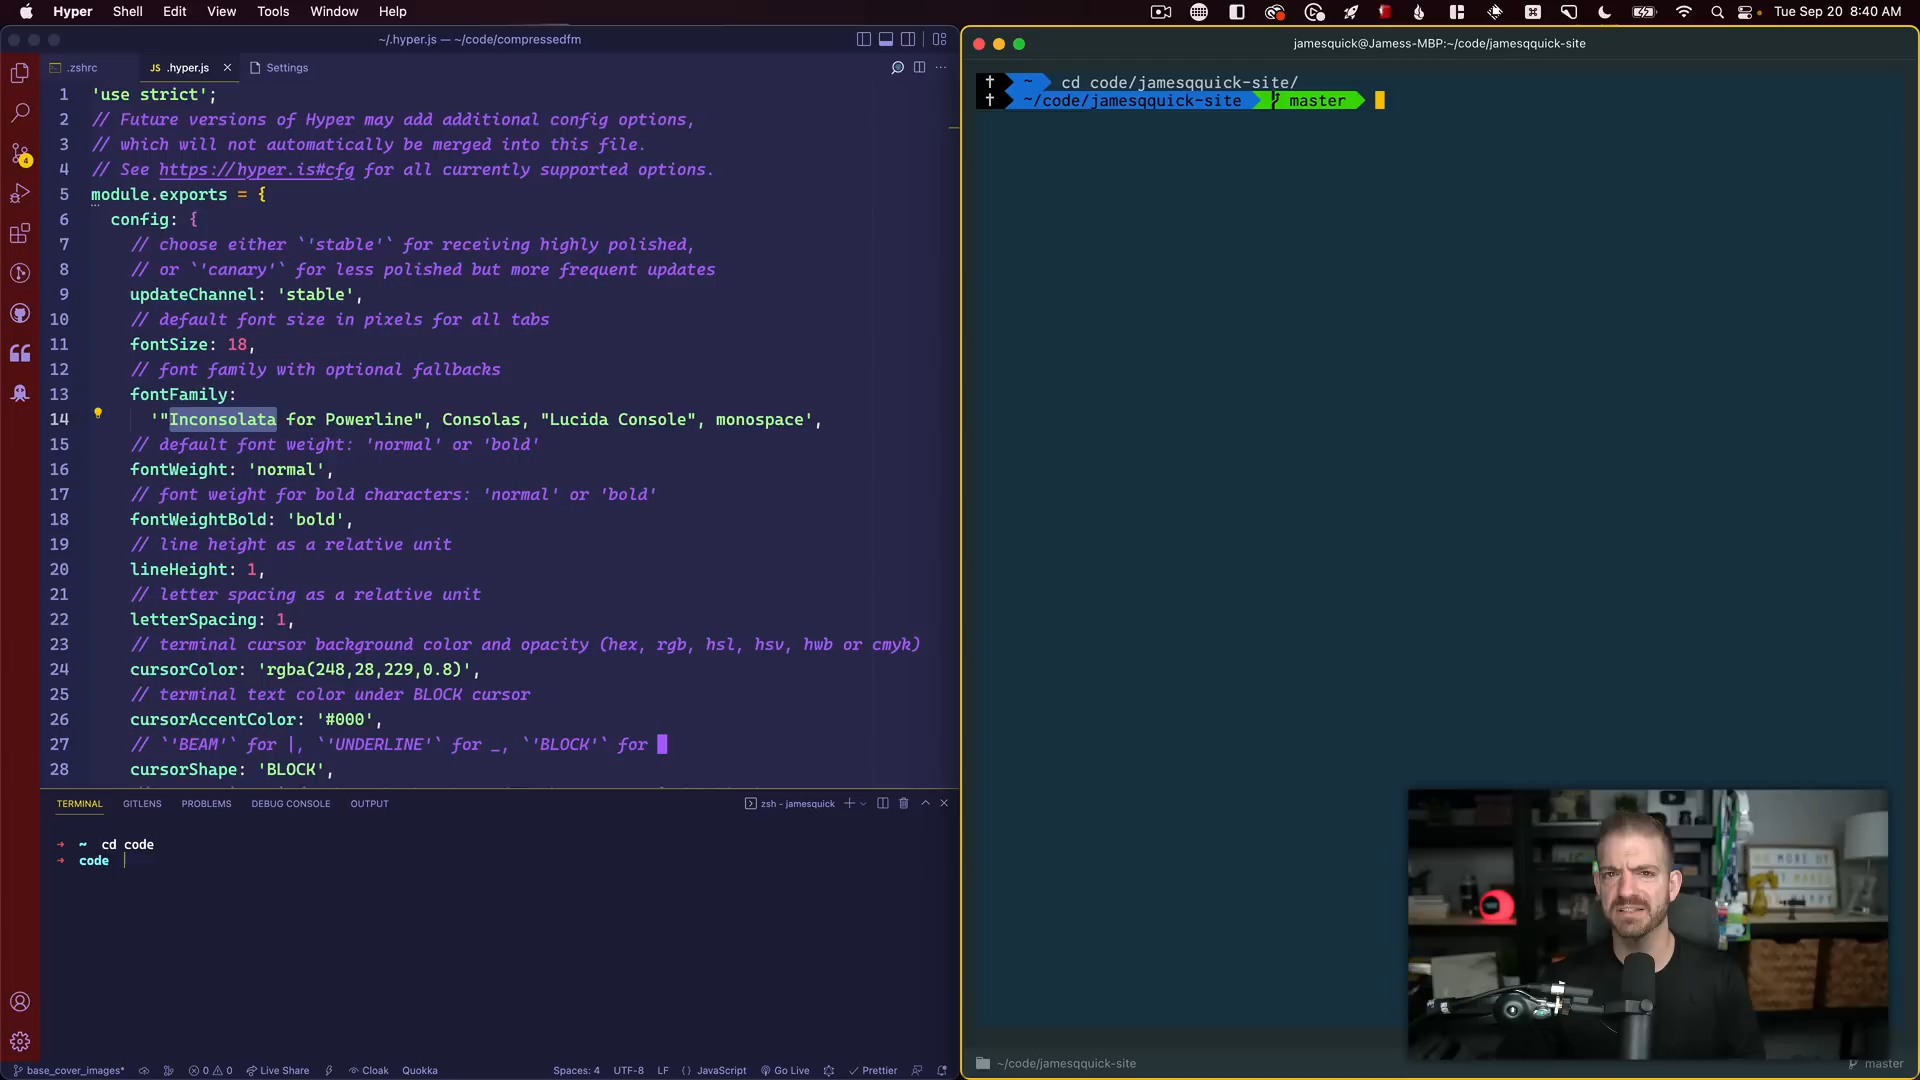 Hyper Shell Edit View Tools Window Help
Tue Sep 20 8:40 AM
~/.hyper.js — ~/code/compressedfm
.zshrc
JS .hyper.js
Settings
1 'use strict';
2 // Future versions of Hyper may add additional config options,
3 // which will not automatically be merged into this file.
4 // See https://hyper.is#cfg for all currently supported options.
5 module.exports = {
6 config: {
7 // choose either `'stable'` for receiving highly polished,
8 // or `'canary'` for less polished but more frequent updates
9 updateChannel: 'stable',
10 // default font size in pixels for all tabs
11 fontSize: 18,
12 // font family with optional fallbacks
13 fontFamily:
14 '"Inconsolata for Powerline", Consolas, "Lucida Console", monospace',
15 // default font weight: 'normal' or 'bold'
16 fontWeight: 'normal',
17 // font weight for bold characters: 'normal' or 'bold'
18 fontWeightBold: 'bold',
19 // line height as a relative unit
20 lineHeight: 1,
21 // letter spacing as a relative unit
22 letterSpacing: 1,
23 // terminal cursor background color and opacity (hex, rgb, hsl, hsv, hwb or cmyk)
24 cursorColor: 'rgba(248,28,229,0.8)',
25 // terminal text color under BLOCK cursor
26 cursorAccentColor: '#000',
27 // `'BEAM'` for |, `'UNDERLINE'` for _, `'BLOCK'` for █
28 cursorShape: 'BLOCK',
4
TERMINAL GITLENS PROBLEMS DEBUG CONSOLE OUTPUT
zsh - jamesquick
→ ~ cd code
→ code
base_cover_images* 0 0 Live Share Cloak Quokka Spaces: 4 UTF-8 LF {} JavaScript Go Live Prettier
jamesquick@Jamess-MBP:~/code/jamesqquick-site
† ~ cd code/jamesqquick-site/
† ~/code/jamesqquick-site master
~/code/jamesqquick-site
master